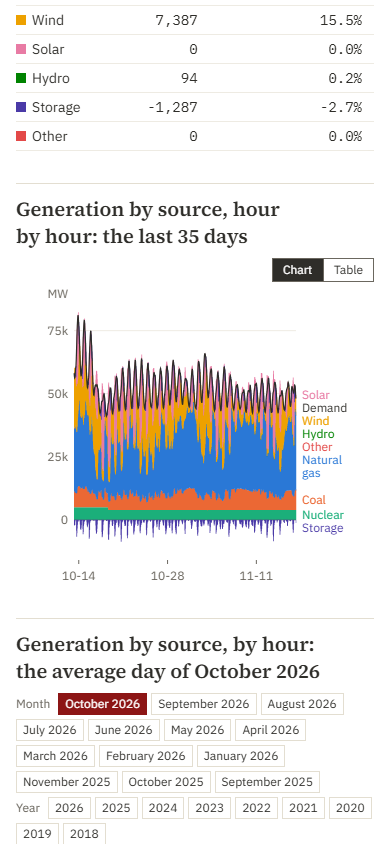 Wind 7,387 15.5%
Solar 0 0.0%
Hydro 94 0.2%
Storage -1,287 -2.7%
Other 0 0.0%
Generation by source, hour
by hour: the last 35 days
Chart Table
MW
75k
50k
25k
0
Solar
Demand
Wind
Hydro
Other
Natural
gas
Coal
Nuclear
Storage
10-14 10-28 11-11
Generation by source, by hour:
the average day of October 2026
Month October 2026 September 2026 August 2026
July 2026 June 2026 May 2026 April 2026
March 2026 February 2026 January 2026
November 2025 October 2025 September 2025
Year 2026 2025 2024 2023 2022 2021 2020
2019 2018